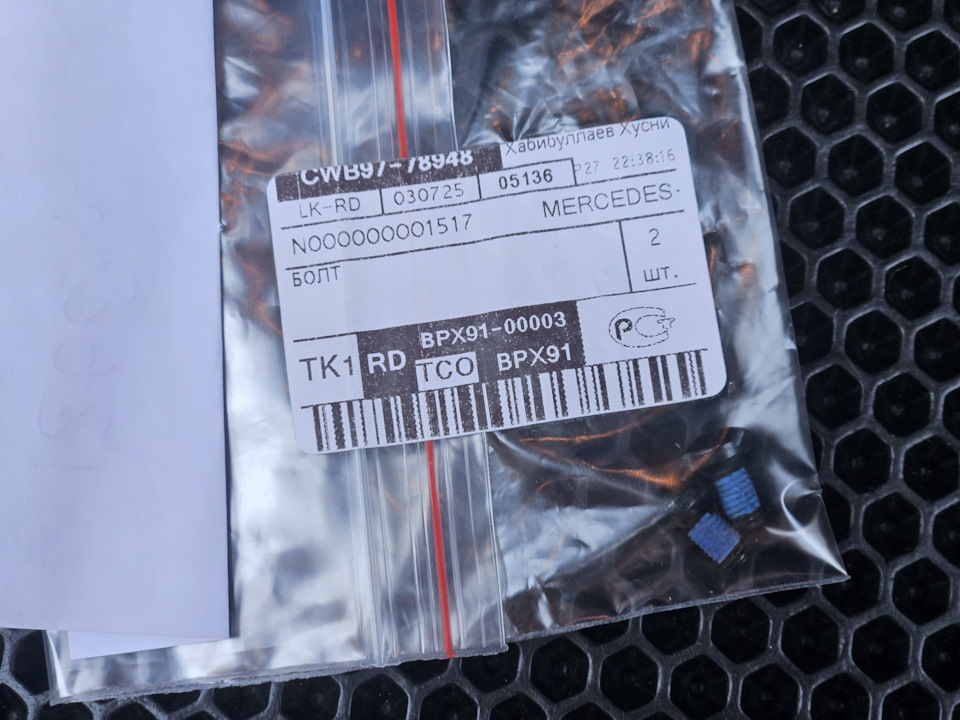 Хабибуллаев Хусни
CWB97-78948
LK-RD 030725 05136 P27 22:38:16
N000000001517 MERCEDES-
БОЛТ 2
шт.
TK1 RD BPX91-00003
TCO BPX91
РС